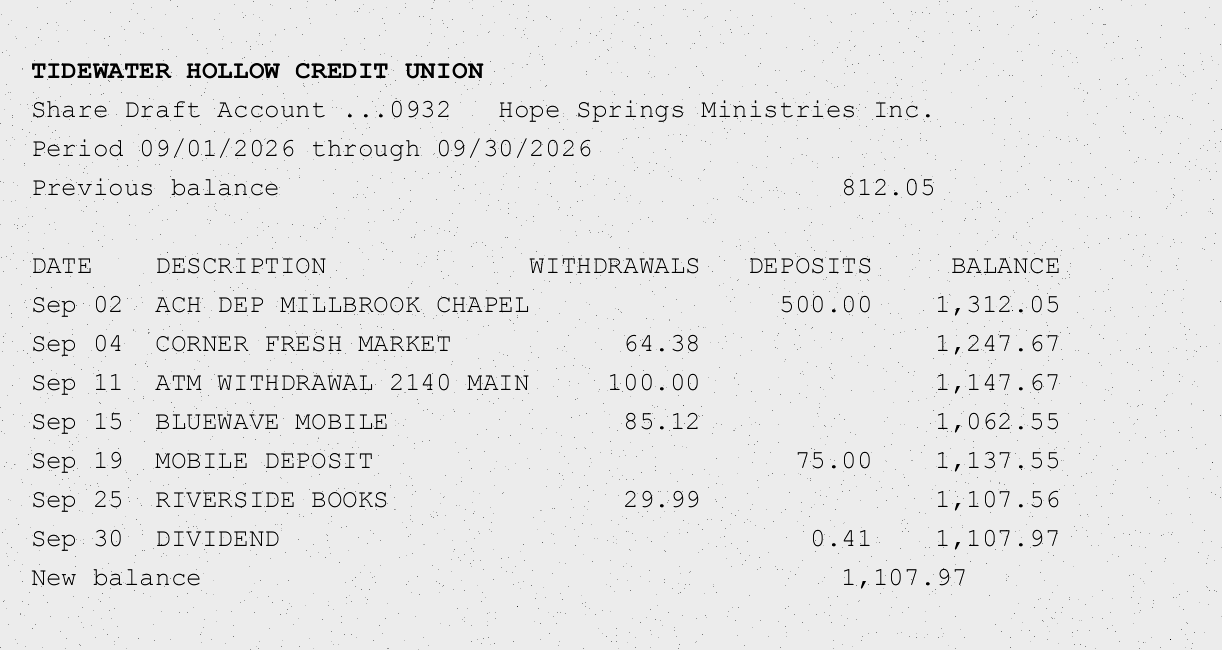 TIDEWATER HOLLOW CREDIT UNION
Share Draft Account ...0932   Hope Springs Ministries Inc.
Period 09/01/2026 through 09/30/2026
Previous balance                                    812.05
DATE    DESCRIPTION             WITHDRAWALS   DEPOSITS     BALANCE
Sep 02  ACH DEP MILLBROOK CHAPEL                500.00    1,312.05
Sep 04  CORNER FRESH MARKET           64.38               1,247.67
Sep 11  ATM WITHDRAWAL 2140 MAIN     100.00               1,147.67
Sep 15  BLUEWAVE MOBILE               85.12               1,062.55
Sep 19  MOBILE DEPOSIT                           75.00    1,137.55
Sep 25  RIVERSIDE BOOKS               29.99               1,107.56
Sep 30  DIVIDEND                                  0.41    1,107.97
New balance                                         1,107.97